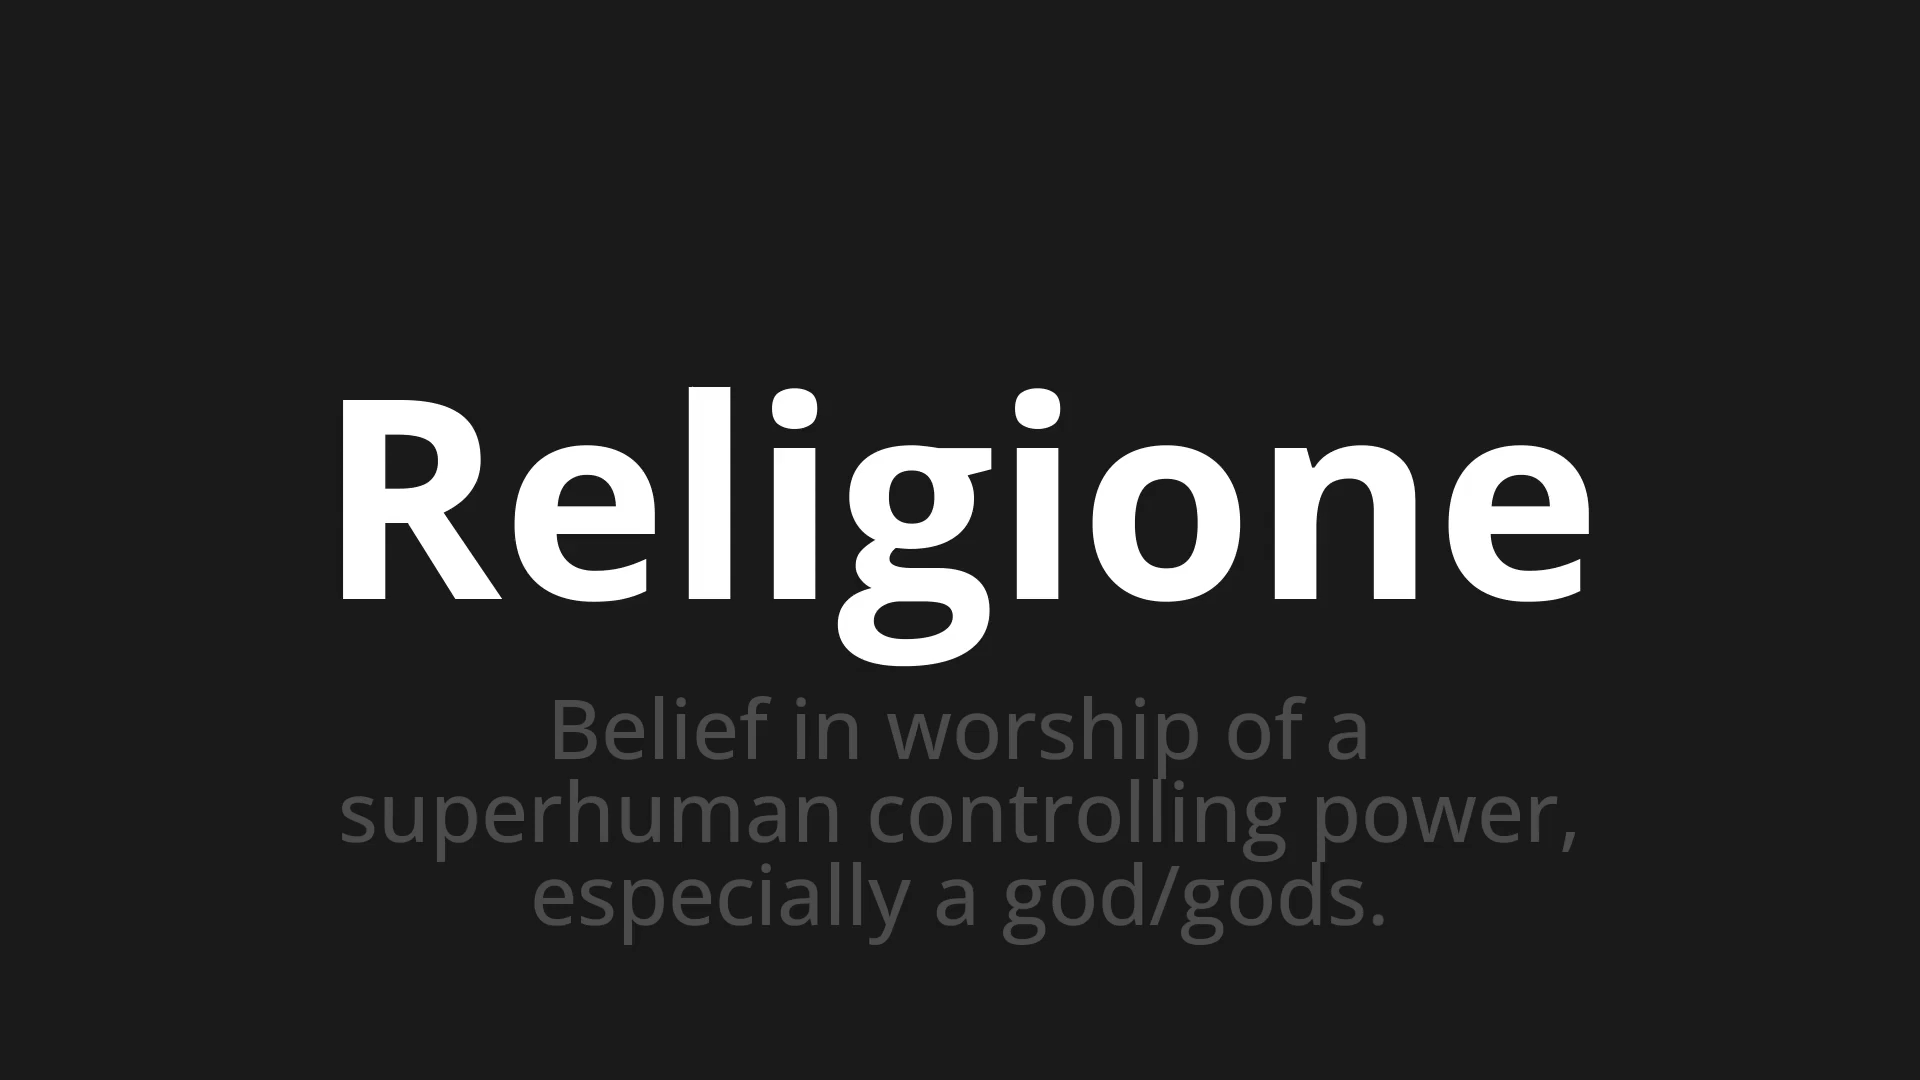 Religione
Belief in worship of a
superhuman controlling power,
especially a god/gods.